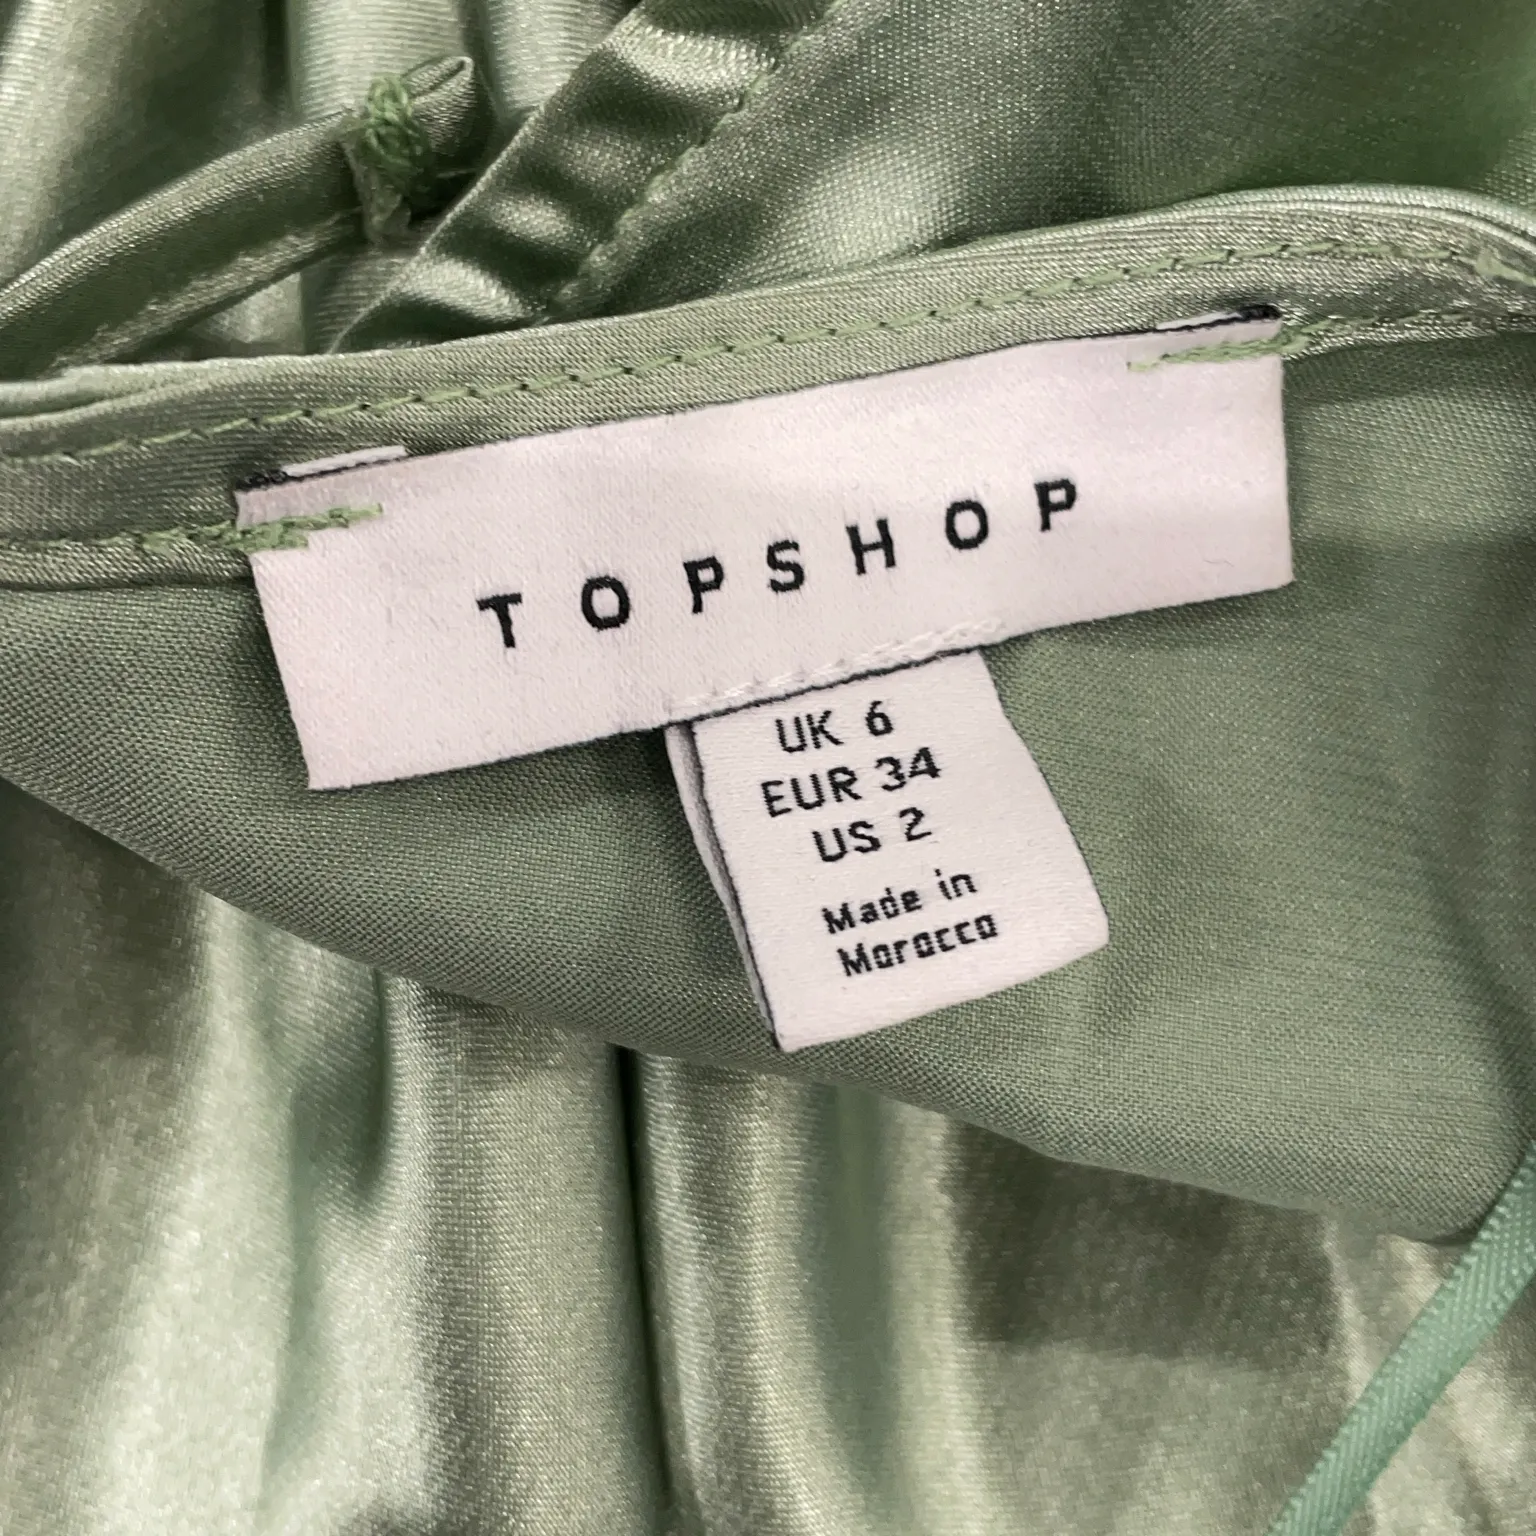 TOPSHOP
UK 6
EUR 34
US 2
Made in
Morocco